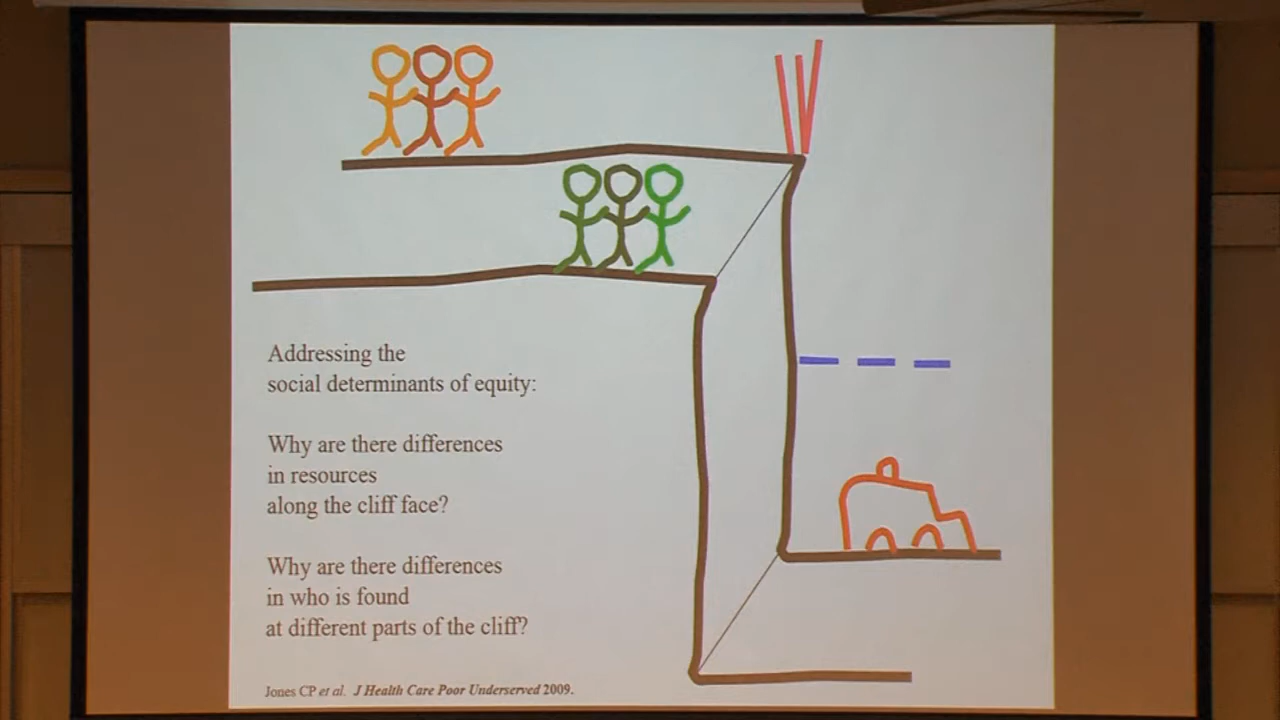 Addressing the
social determinants of equity:
Why are there differences
in resources
along the cliff face?
Why are there differences
in who is found
at different parts of the cliff?
Jones CP et al. J Health Care Poor Underserved 2009.